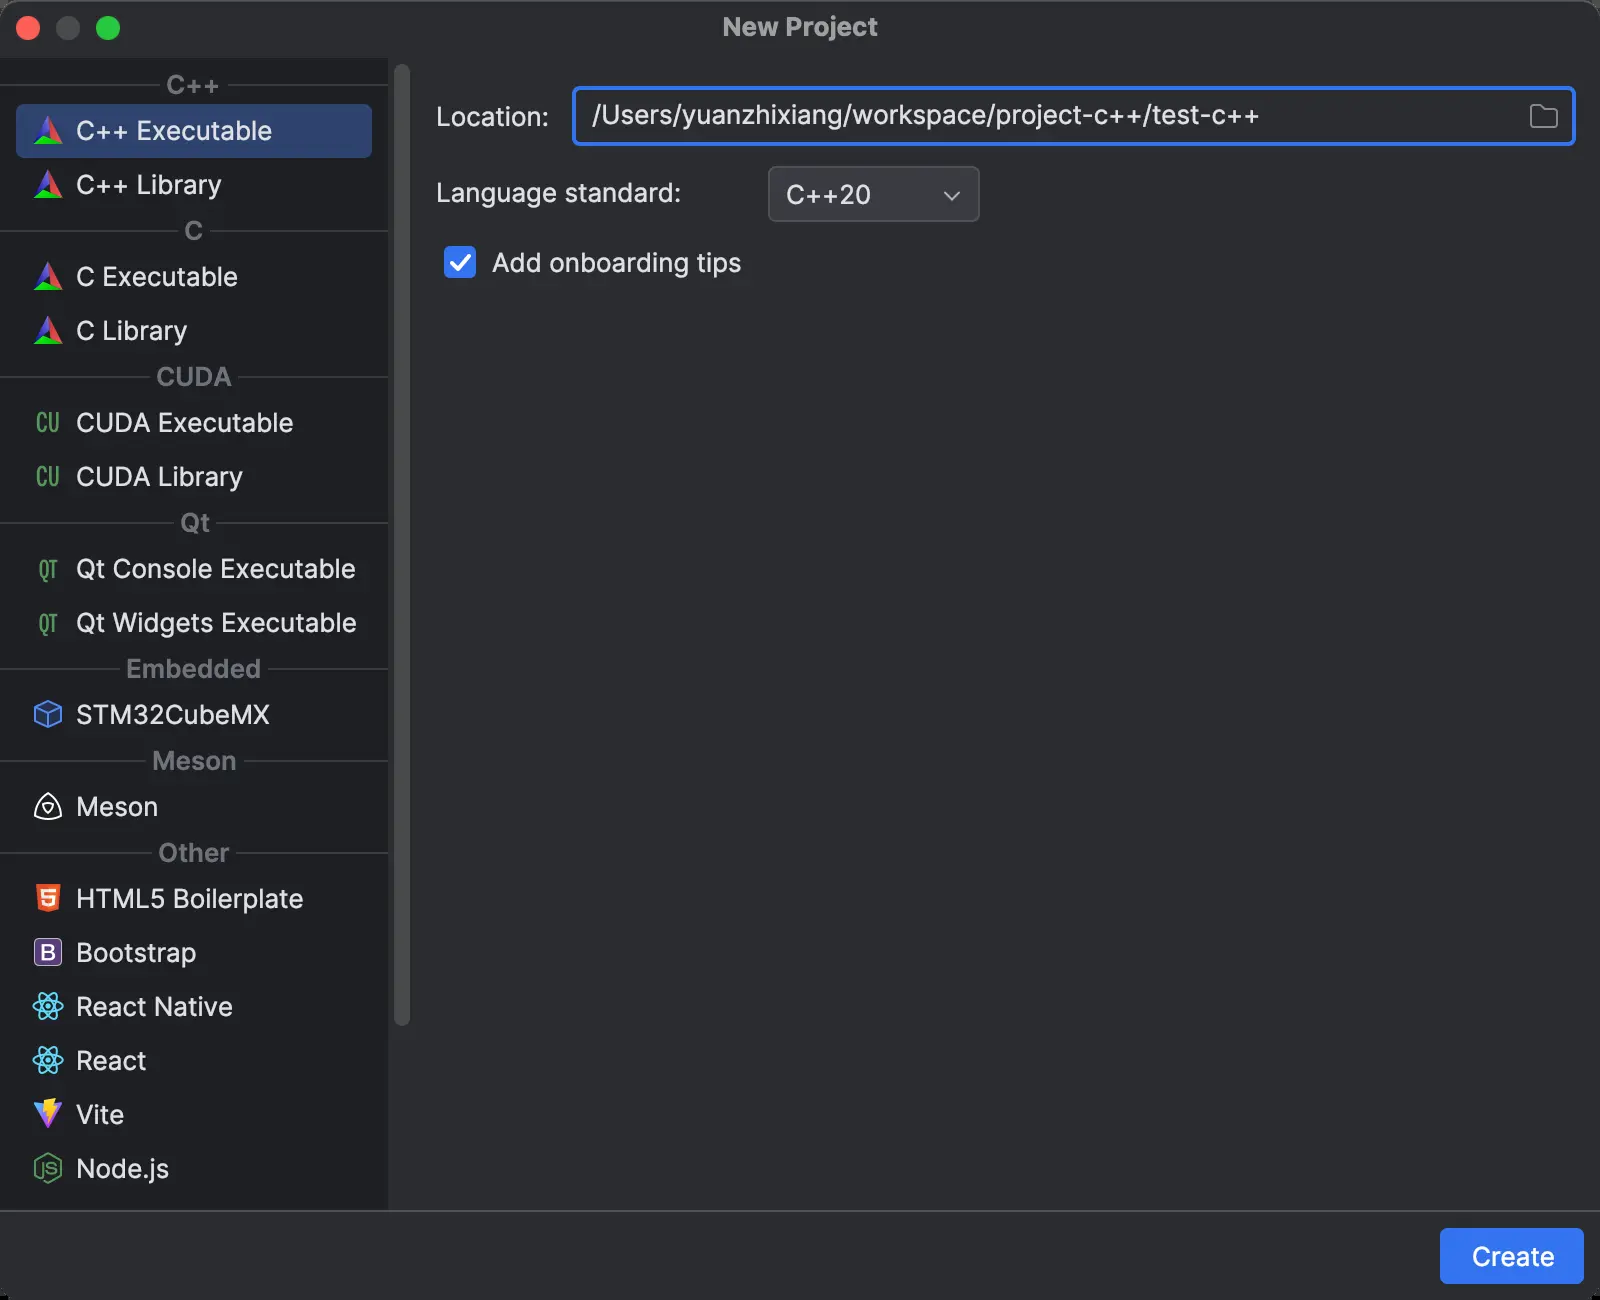 New Project
C++
C++ Executable
C++ Library
C
C Executable
C Library
CUDA
CU CUDA Executable
CU CUDA Library
Qt
QT Qt Console Executable
QT Qt Widgets Executable
Embedded
STM32CubeMX
Meson
Meson
Other
5 HTML5 Boilerplate
B Bootstrap
React Native
React
Vite
JS Node.js
Location: /Users/yuanzhixiang/workspace/project-c++/test-c++
Language standard: C++20
Add onboarding tips
Create